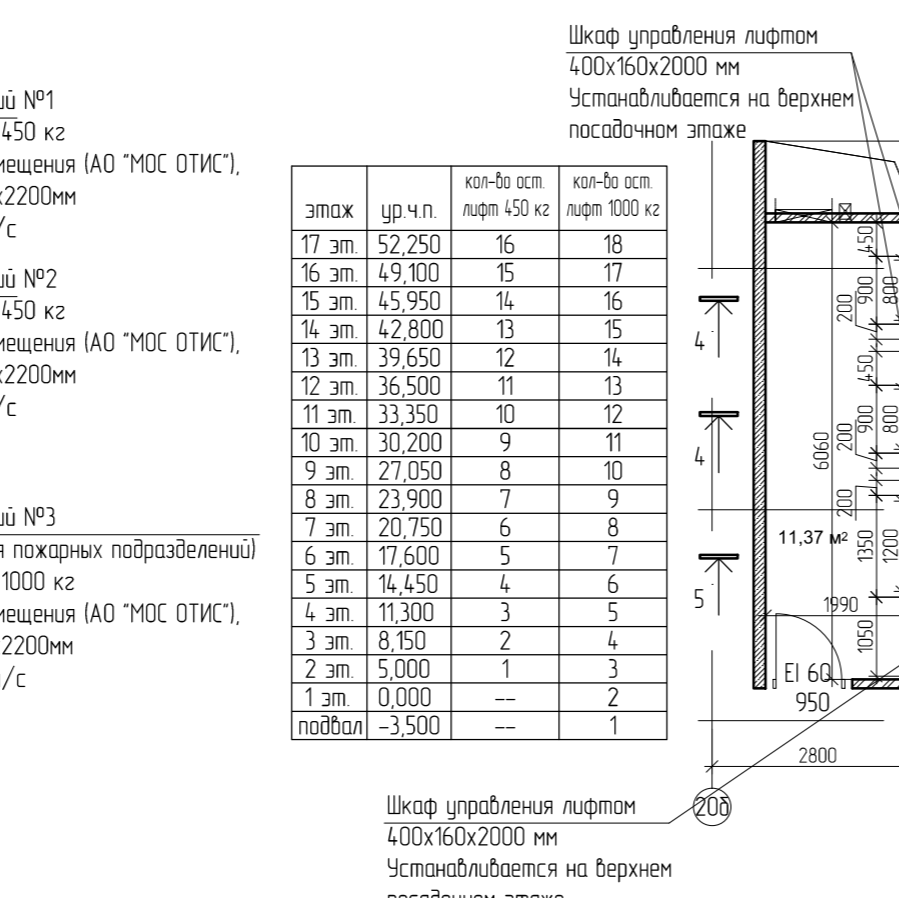 Шкаф управления лифтом
400х160х2000 мм
Устанавливается на верхнем
посадочном этаже
№1
450 кг
(АО "МОС ОТИС"),
х2200мм
/с
№2
450 кг
(АО "МОС ОТИС"),
х2200мм
/с
№3
пожарных подразделений)
1000 кг
(АО "МОС ОТИС"),
2200мм
/с
этаж ур.ч.п. кол-во ост. лифт 450 кг кол-во ост. лифт 1000 кг
17 эт. 52,250 16 18
16 эт. 49,100 15 17
15 эт. 45,950 14 16
14 эт. 42,800 13 15
13 эт. 39,650 12 14
12 эт. 36,500 11 13
11 эт. 33,350 10 12
10 эт. 30,200 9 11
9 эт. 27,050 8 10
8 эт. 23,900 7 9
7 эт. 20,750 6 8
6 эт. 17,600 5 7
5 эт. 14,450 4 6
4 эт. 11,300 3 5
3 эт. 8,150 2 4
2 эт. 5,000 1 3
1 эт. 0,000 -- 2
подвал -3,500 -- 1
4
4
5
450
200 900 800
450
6060 200 900 800
200
11,37 м² 1350 1200
1990
1050
EI 60
950
2800
20б
Шкаф управления лифтом
400х160х2000 мм
Устанавливается на верхнем